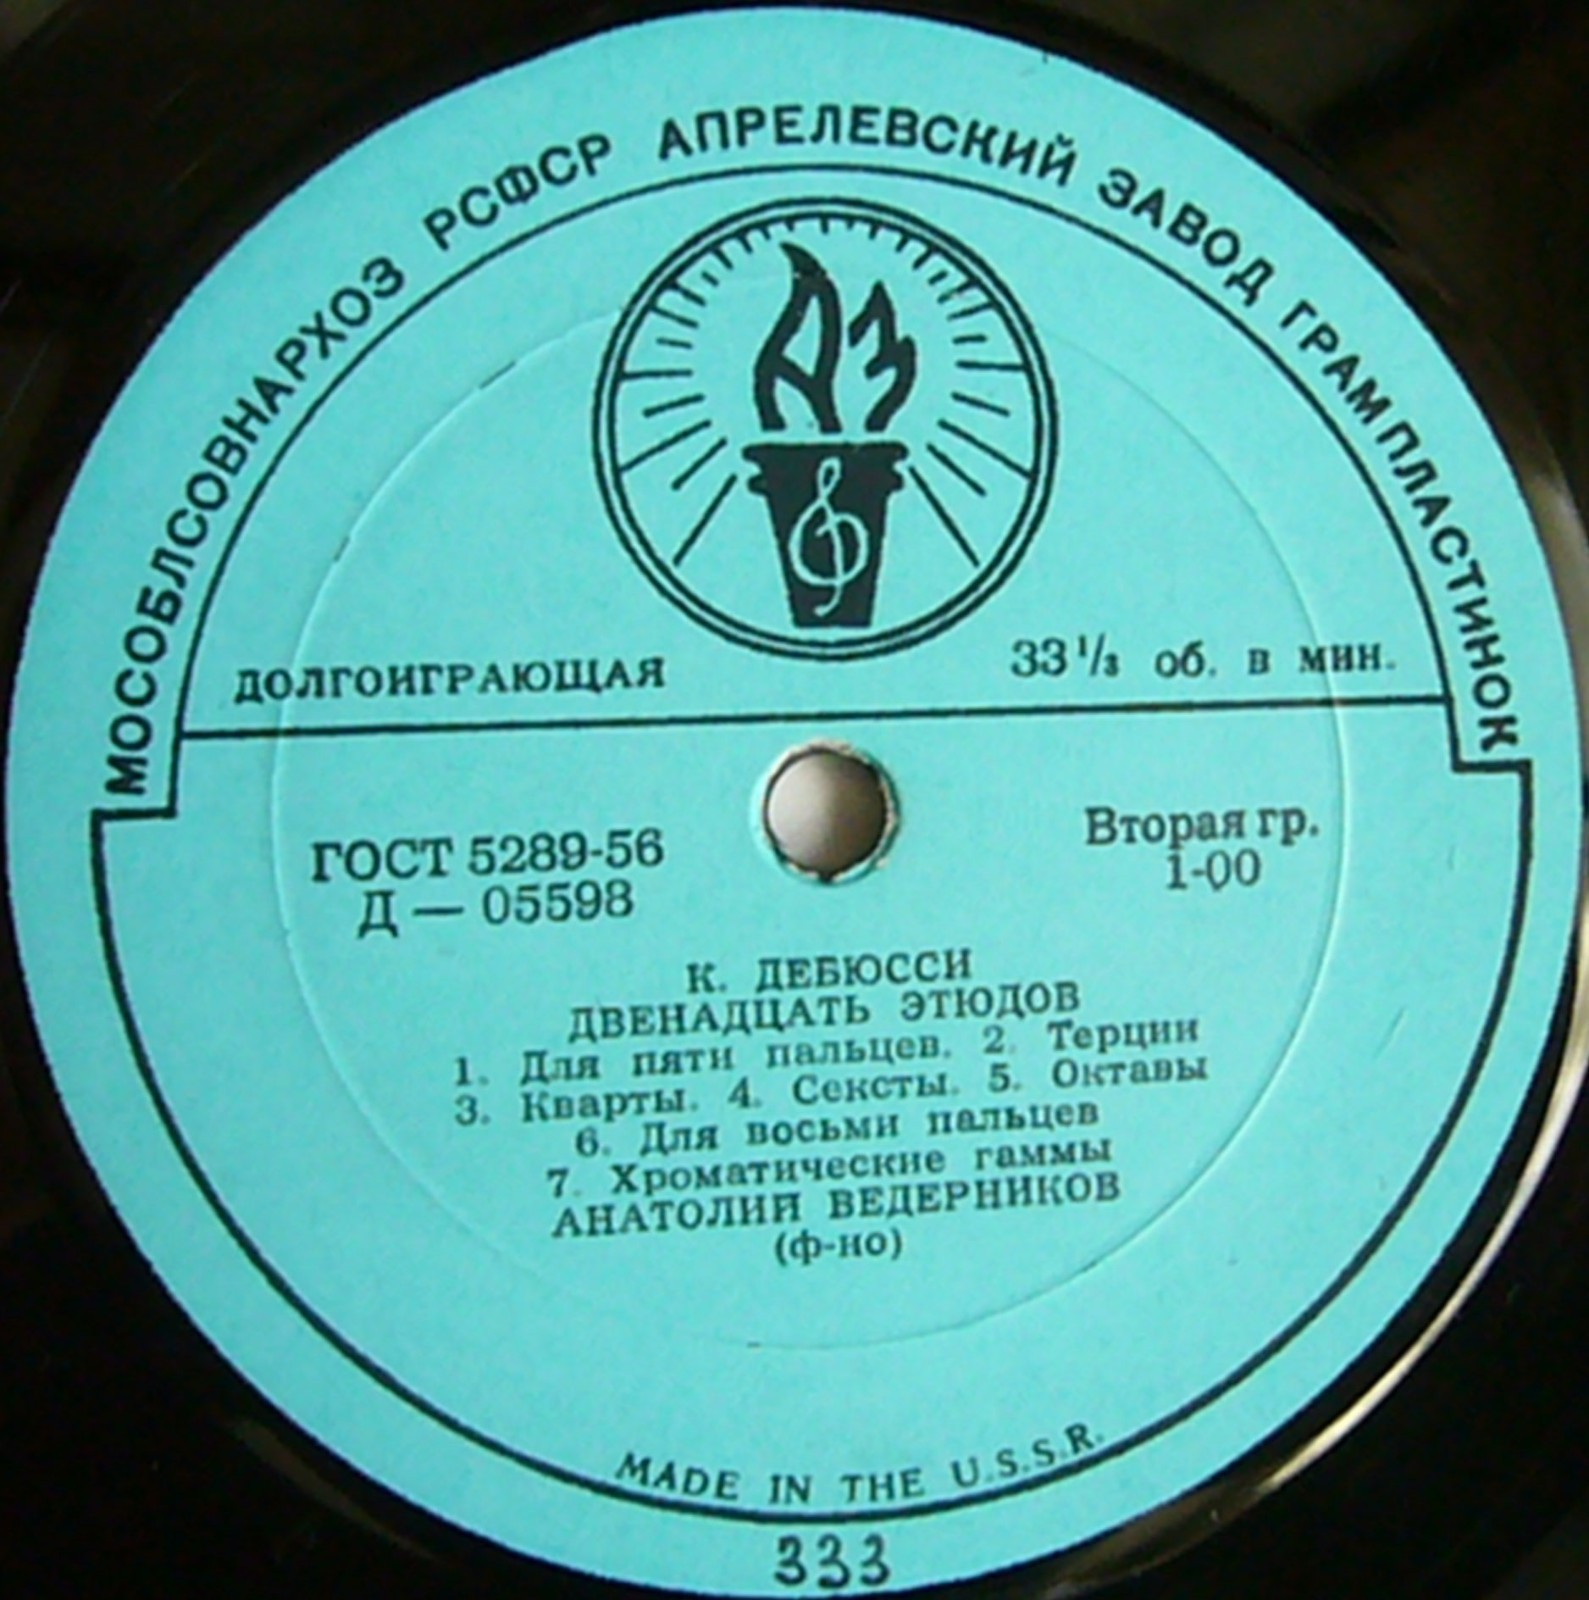 МОСОБЛСОВНАРХОЗ РСФСР АПРЕЛЕВСКИЙ ЗАВОД ГРАМПЛАСТИНОК
АЗ
ДОЛГОИГРАЮЩАЯ 33⅓ об. в мин.
ГОСТ 5289-56 Вторая гр.
Д — 05598 1-00
К. ДЕБЮССИ
ДВЕНАДЦАТЬ ЭТЮДОВ
1. Для пяти пальцев. 2. Терции
3. Кварты. 4. Сексты. 5. Октавы
6. Для восьми пальцев
7. Хроматические гаммы
АНАТОЛИЙ ВЕДЕРНИКОВ
(ф-но)
MADE IN THE U.S.S.R.
333